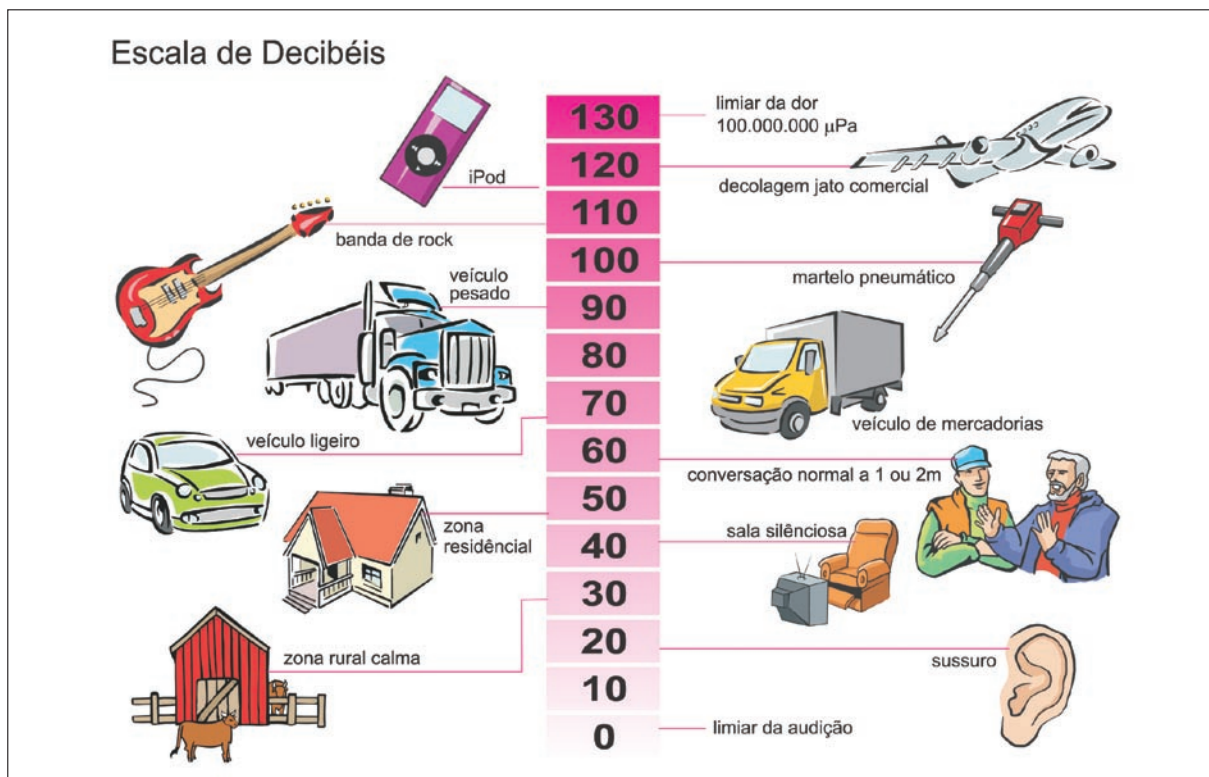 Escala de Decibéis
130
limiar da dor
100.000.000 µPa
120
decolagem jato comercial
iPod
110
banda de rock
100
martelo pneumático
veículo
pesado
90
80
70
veículo de mercadorias
veículo ligeiro
60
conversação normal a 1 ou 2m
50
zona
residêncial
sala silênciosa
40
30
zona rural calma
20
sussuro
10
0
limiar da audição